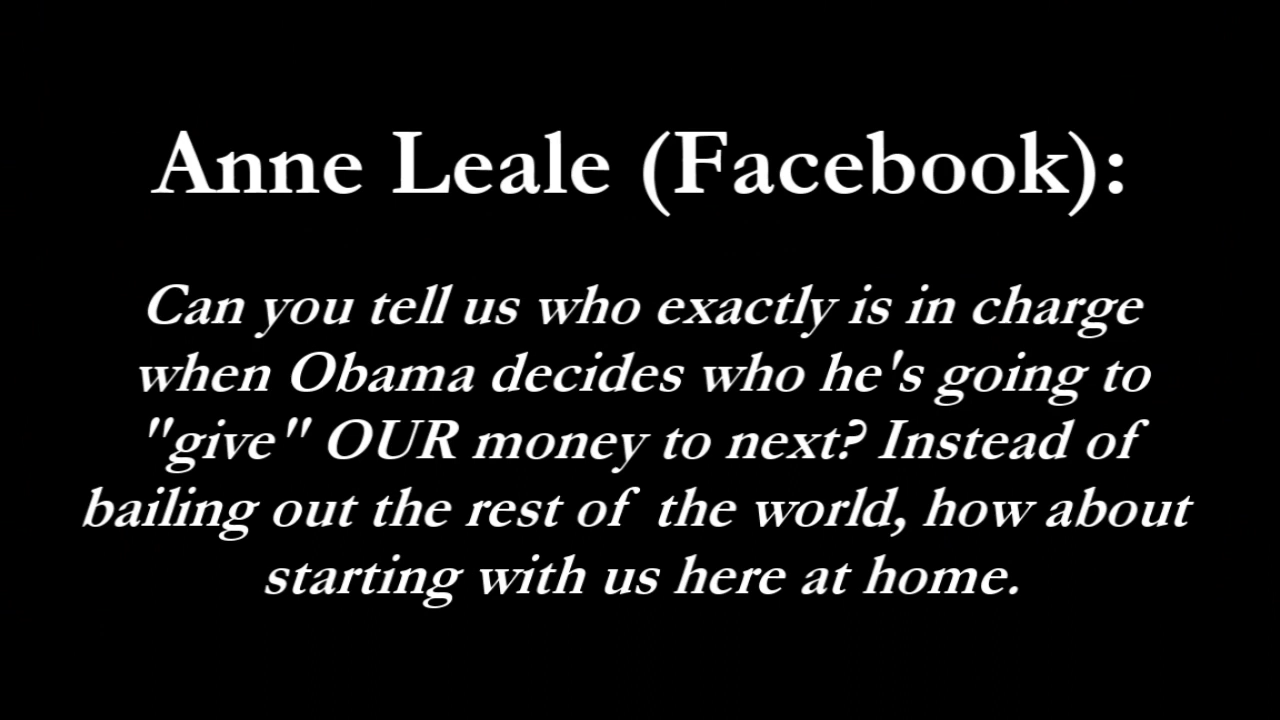 Anne Leale (Facebook):
Can you tell us who exactly is in charge
when Obama decides who he's going to
"give" OUR money to next? Instead of
bailing out the rest of the world, how about
starting with us here at home.